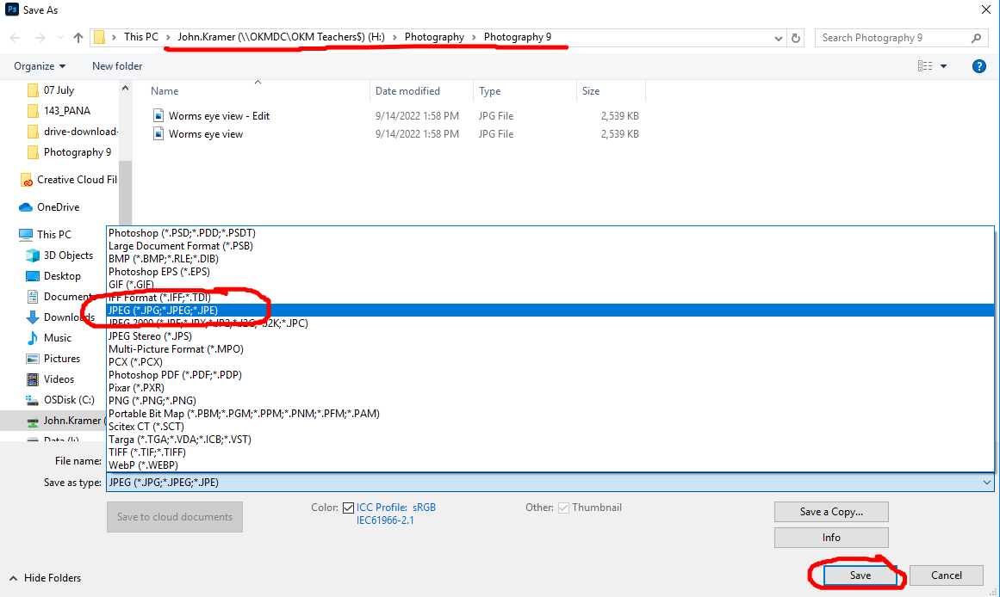 Ps Save As
This PC > John.Kramer (\\OKMDC\OKM Teachers$) (H:) > Photography > Photography 9
Search Photography 9
Organize
New folder
?
Name Date modified Type Size
Worms eye view - Edit 9/14/2022 1:58 PM JPG File 2,539 KB
Worms eye view 9/14/2022 1:58 PM JPG File 2,539 KB
07 July
143_PANA
drive-download-
Photography 9
Creative Cloud Fil
OneDrive
This PC
3D Objects
Desktop
Documents
Downloads
Music
Pictures
Videos
OSDisk (C:)
John.Kramer (
Data (I:)
Photoshop (*.PSD;*.PDD;*.PSDT)
Large Document Format (*.PSB)
BMP (*.BMP;*.RLE;*.DIB)
Photoshop EPS (*.EPS)
GIF (*.GIF)
IFF Format (*.IFF;*.TDI)
JPEG (*.JPG;*.JPEG;*.JPE)
JPEG 2000 (*.JPF;*.JPX;*.JP2;*.J2C;*.J2K;*.JPC)
JPEG Stereo (*.JPS)
Multi-Picture Format (*.MPO)
PCX (*.PCX)
Photoshop PDF (*.PDF;*.PDP)
Pixar (*.PXR)
PNG (*.PNG;*.PNG)
Portable Bit Map (*.PBM;*.PGM;*.PPM;*.PNM;*.PFM;*.PAM)
Scitex CT (*.SCT)
Targa (*.TGA;*.VDA;*.ICB;*.VST)
TIFF (*.TIF;*.TIFF)
WebP (*.WEBP)
File name:
Save as type: JPEG (*.JPG;*.JPEG;*.JPE)
Save to cloud documents
Color: ICC Profile: sRGB
IEC61966-2.1
Other: Thumbnail
Save a Copy...
Info
Hide Folders
Save
Cancel